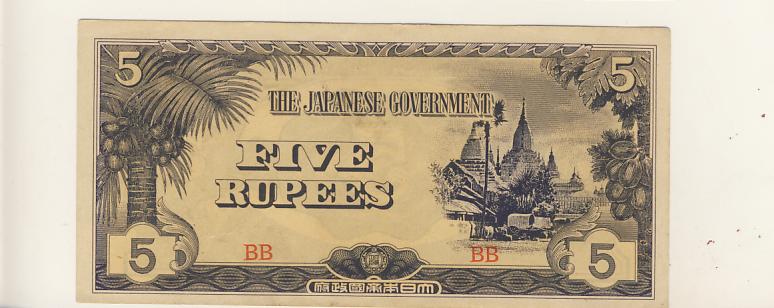 5 5
THE JAPANESE GOVERNMENT
FIVE
RUPEES
BB BB
5 5
府政國帝本日大